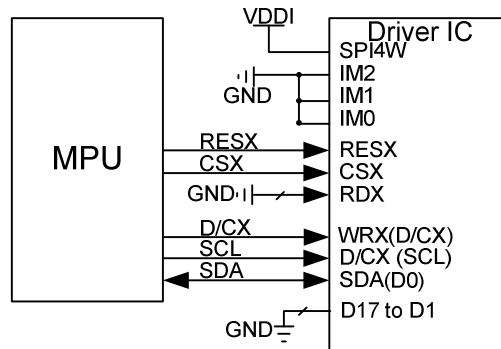 VDDI
Driver IC
SPI4W
IM2
GND
IM1
IM0
MPU
RESX
RESX
CSX
CSX
GND
RDX
D/CX
WRX(D/CX)
SCL
D/CX (SCL)
SDA
SDA(D0)
D17 to D1
GND